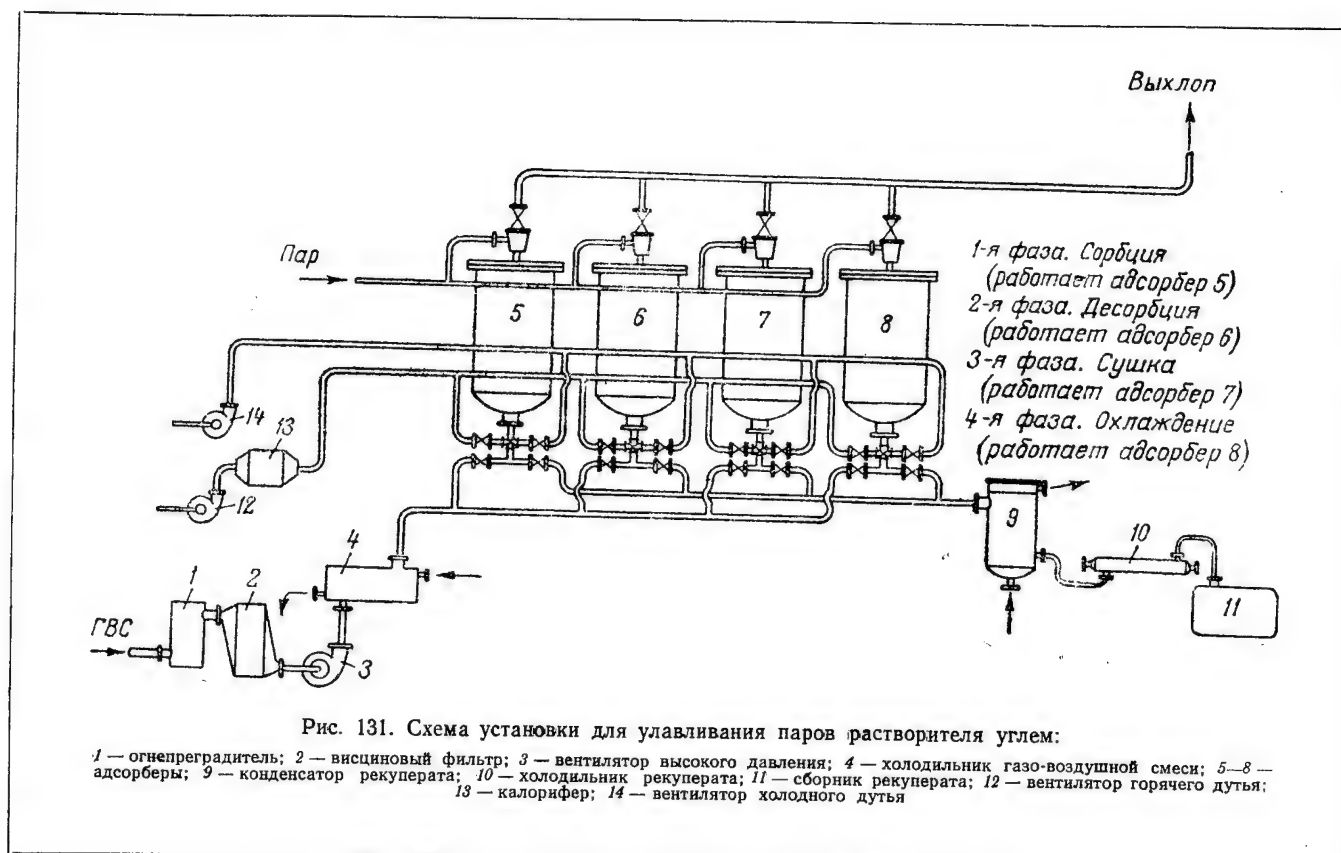 Выхлоп
Пар
1-я фаза. Сорбция
(работает адсорбер 5)
2-я фаза. Десорбция
(работает адсорбер 6)
3-я фаза. Сушка
(работает адсорбер 7)
4-я фаза. Охлаждение
(работает адсорбер 8)
5
6
7
8
14
13
12
4
9
10
11
1
2
ГВС
3
Рис. 131. Схема установки для улавливания паров растворителя углем:
1 — огнепреградитель; 2 — висциновый фильтр; 3 — вентилятор высокого давления; 4 — холодильник газо-воздушной смеси; 5—8 —
адсорберы; 9 — конденсатор рекуперата; 10 — холодильник рекуперата; 11 — сборник рекуперата; 12 — вентилятор горячего дутья;
13 — калорифер; 14 — вентилятор холодного дутья